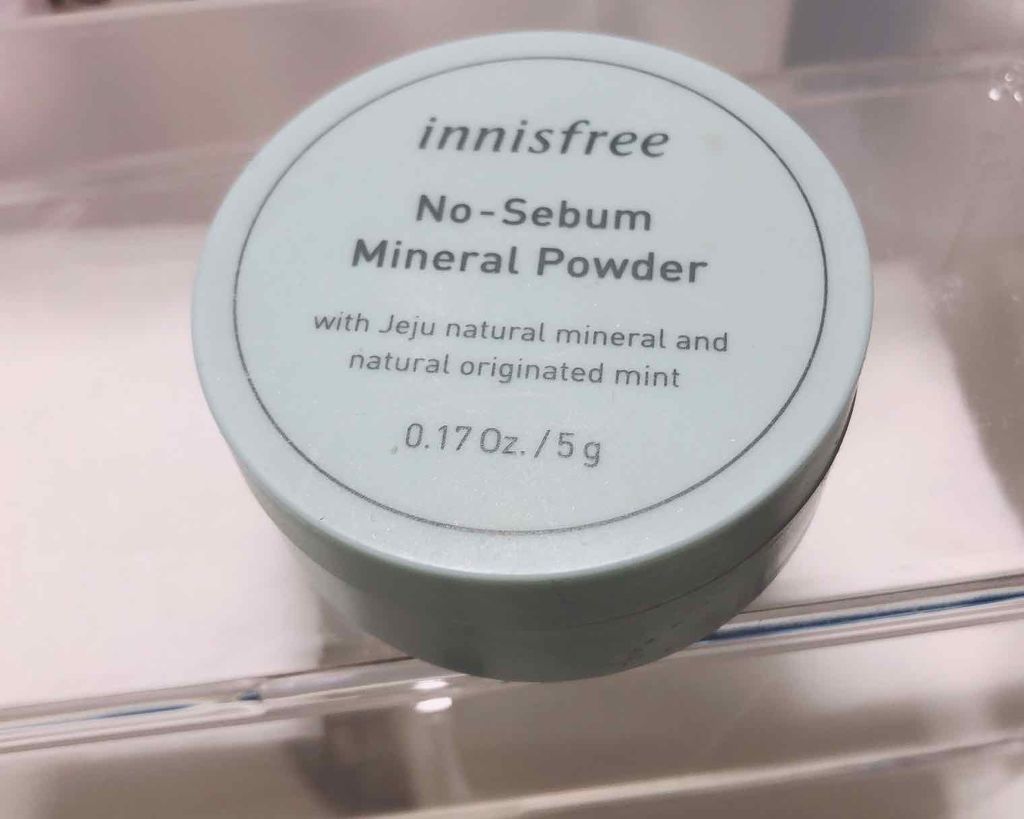 innisfree
No-Sebum
Mineral Powder
with Jeju natural mineral and
natural originated mint
0.17 Oz. / 5 g